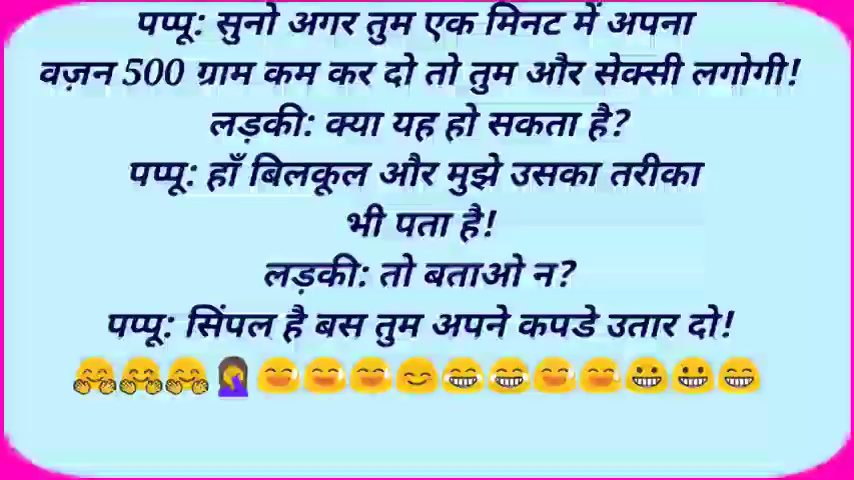 पप्पू: सुनो अगर तुम एक मिनट में अपना
वज़न 500 ग्राम कम कर दो तो तुम और सेक्सी लगोगी!
लड़की: क्या यह हो सकता है?
पप्पू: हाँ बिलकूल और मुझे उसका तरीका
भी पता है!
लड़की: तो बताओ न?
पप्पू: सिंपल है बस तुम अपने कपडे उतार दो!